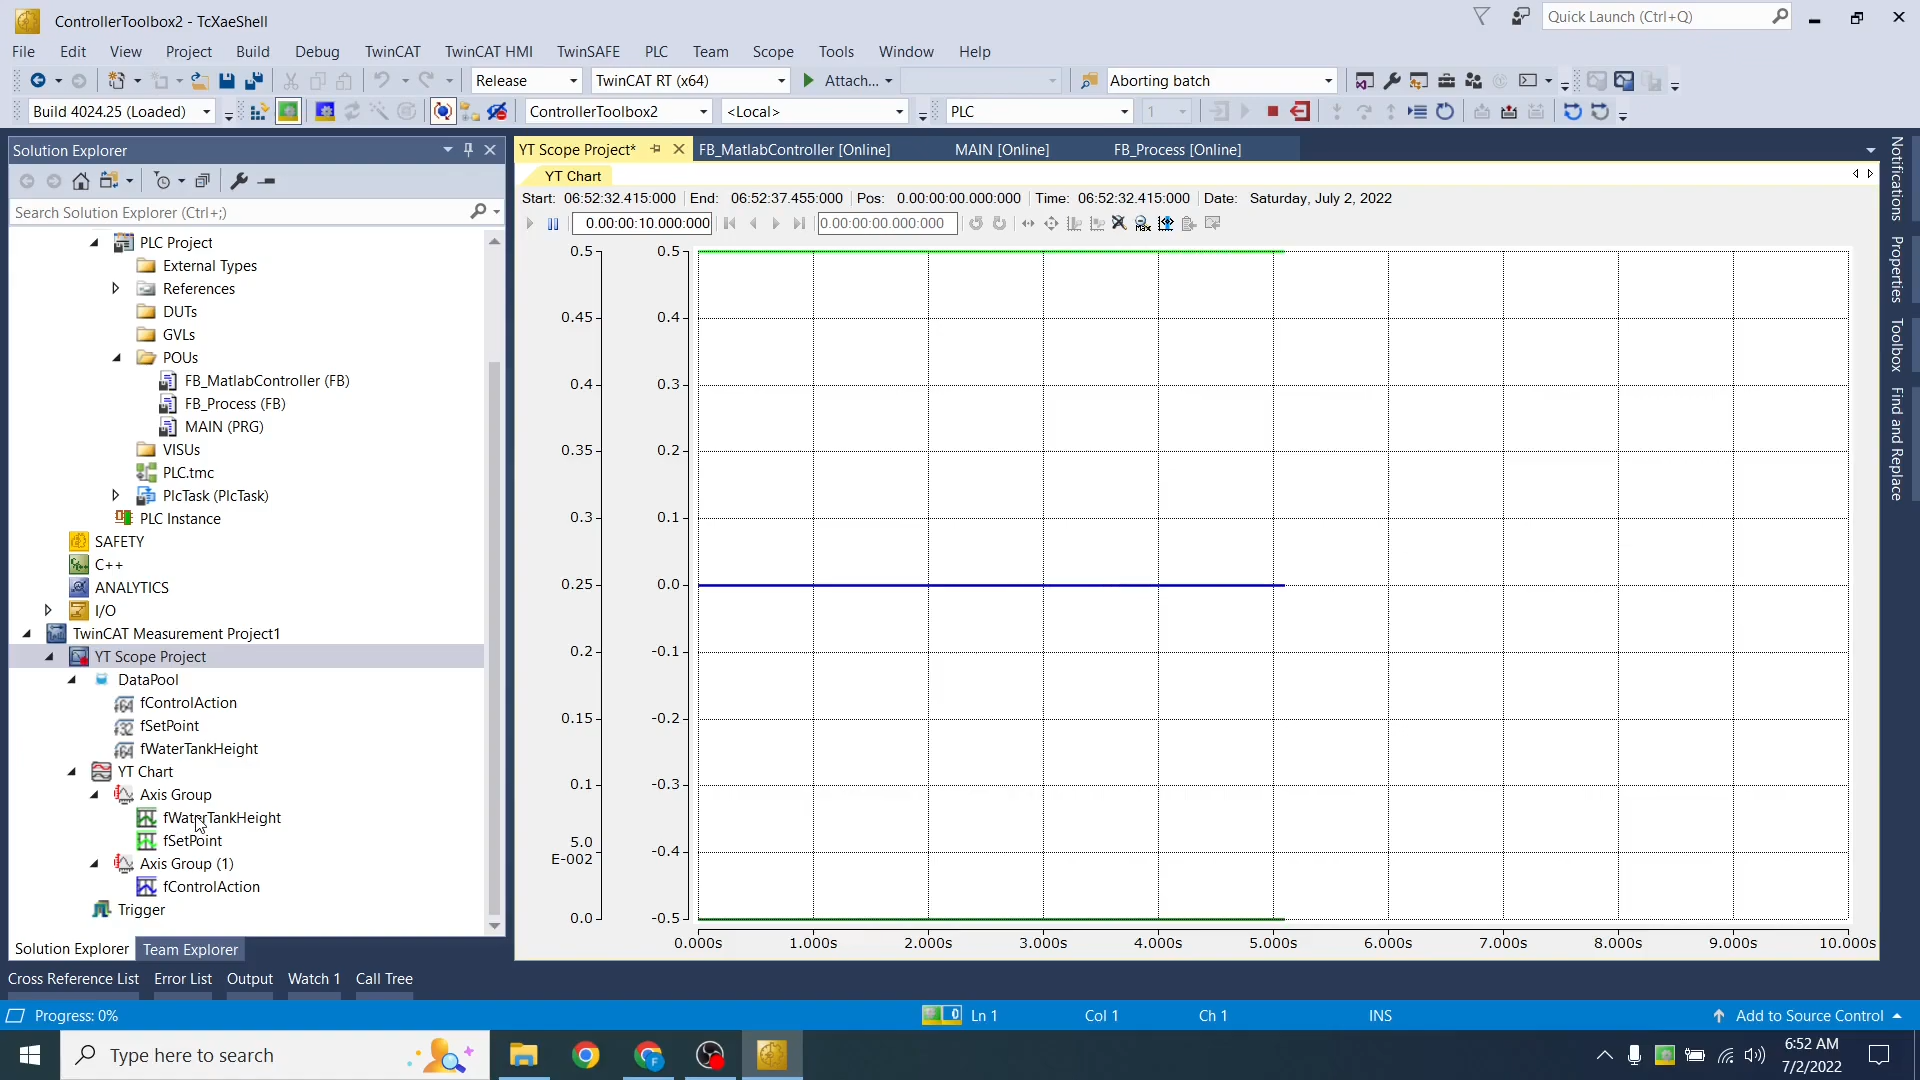 ControllerToolbox2 - TcXaeShell
Quick Launch (Ctrl+Q)
File Edit View Project Build Debug TwinCAT TwinCAT HMI TwinSAFE PLC Team Scope Tools Window Help
Release TwinCAT RT (x64) Attach... Aborting batch
Build 4024.25 (Loaded) ControllerToolbox2 <Local> PLC 1
Solution Explorer
Search Solution Explorer (Ctrl+;)
PLC Project
External Types
References
DUTs
GVLs
POUs
FB_MatlabController (FB)
FB_Process (FB)
MAIN (PRG)
VISUs
PLC.tmc
PlcTask (PlcTask)
PLC Instance
SAFETY
C++
ANALYTICS
I/O
TwinCAT Measurement Project1
YT Scope Project
DataPool
fControlAction
fSetPoint
fWaterTankHeight
YT Chart
Axis Group
fWaterTankHeight
fSetPoint
Axis Group (1)
fControlAction
Trigger
Solution Explorer Team Explorer
YT Scope Project* FB_MatlabController [Online] MAIN [Online] FB_Process [Online]
YT Chart
Start: 06:52:32.415:000 End: 06:52:37.455:000 Pos: 0.00:00:00.000:000 Time: 06:52:32.415:000 Date: Saturday, July 2, 2022
0.00:00:10.000:000 0.00:00:00.000:000
0.5 0.5
0.45 0.4
0.4 0.3
0.35 0.2
0.3 0.1
0.25 0.0
0.2 -0.1
0.15 -0.2
0.1 -0.3
5.0
E-002 -0.4
0.0 -0.5
0.000s 1.000s 2.000s 3.000s 4.000s 5.000s 6.000s 7.000s 8.000s 9.000s 10.000s
Notifications
Properties
Toolbox
Find and Replace
Cross Reference List Error List Output Watch 1 Call Tree
Progress: 0% 0 Ln 1 Col 1 Ch 1 INS Add to Source Control
Type here to search
6:52 AM
7/2/2022